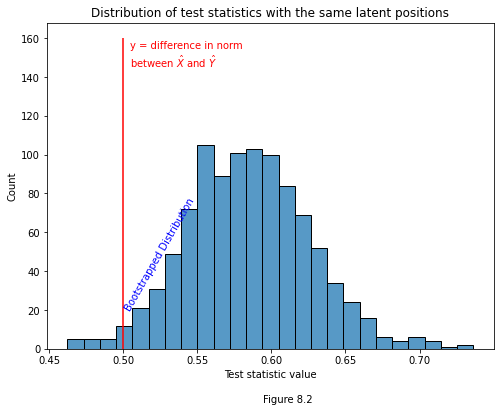 Distribution of test statistics with the same latent positions
160
140
120
100
80
60
40
20
0
Count
y = difference in norm
between X̂ and Ŷ
Bootstrapped Distribution
0.45 0.50 0.55 0.60 0.65 0.70
Test statistic value
Figure 8.2